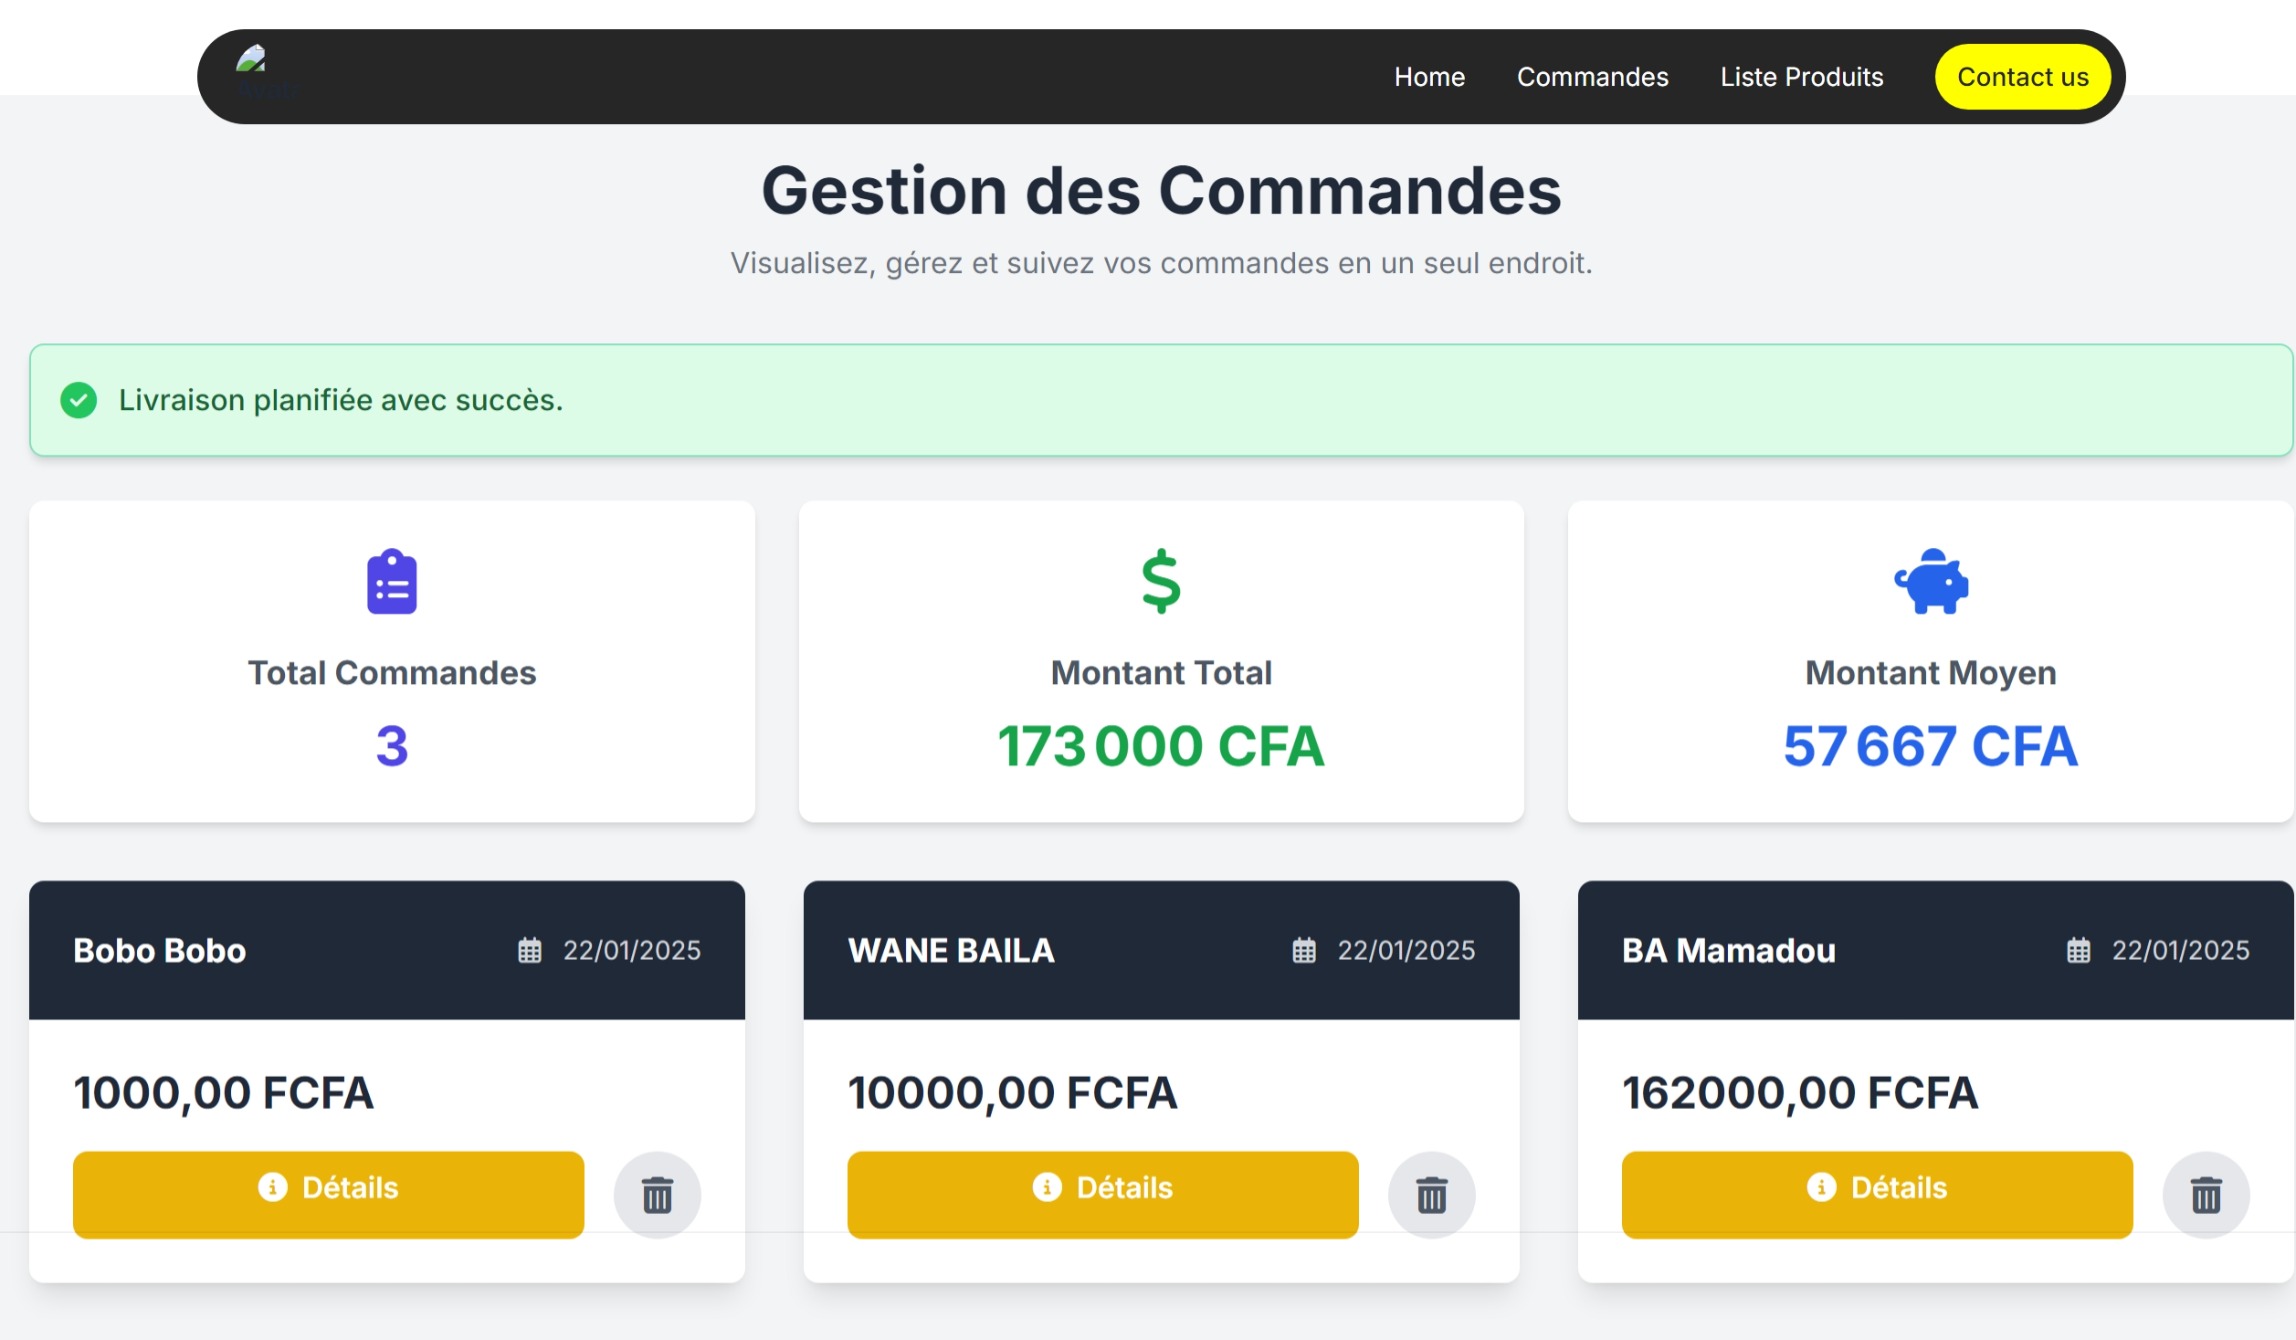 Home Commandes Liste Produits Contact us
Gestion des Commandes
Visualisez, gérez et suivez vos commandes en un seul endroit.
Livraison planifiée avec succès.
Total Commandes
3
Montant Total
173 000 CFA
Montant Moyen
57 667 CFA
Bobo Bobo 22/01/2025
1000,00 FCFA
Détails
WANE BAILA 22/01/2025
10000,00 FCFA
Détails
BA Mamadou 22/01/2025
162000,00 FCFA
Détails